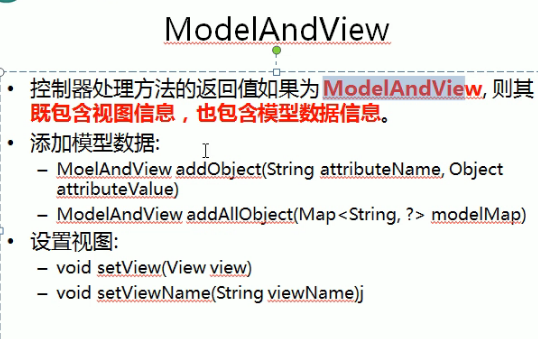 ModelAndView
• 控制器处理方法的返回值如果为 ModelAndView, 则其
既包含视图信息，也包含模型数据信息。
• 添加模型数据:
– MoelAndView addObject(String attributeName, Object
attributeValue)
– ModelAndView addAllObject(Map<String, ?> modelMap)
• 设置视图:
– void setView(View view)
– void setViewName(String viewName)j